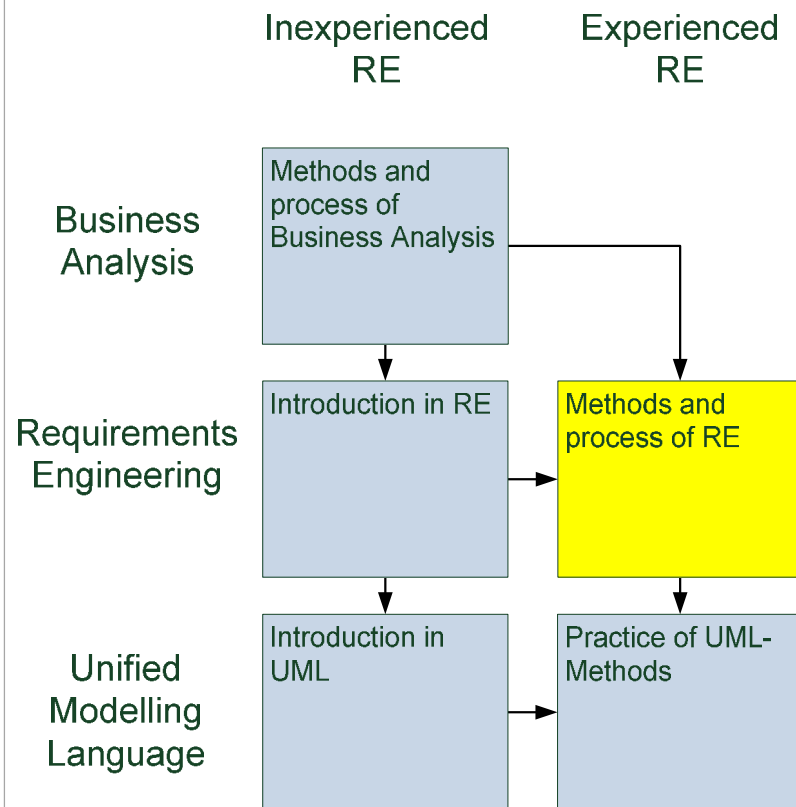 Inexperienced
RE
Experienced
RE
Business
Analysis
Methods and
process of
Business Analysis
Requirements
Engineering
Introduction in RE
Methods and
process of RE
Unified
Modelling
Language
Introduction in
UML
Practice of UML-
Methods